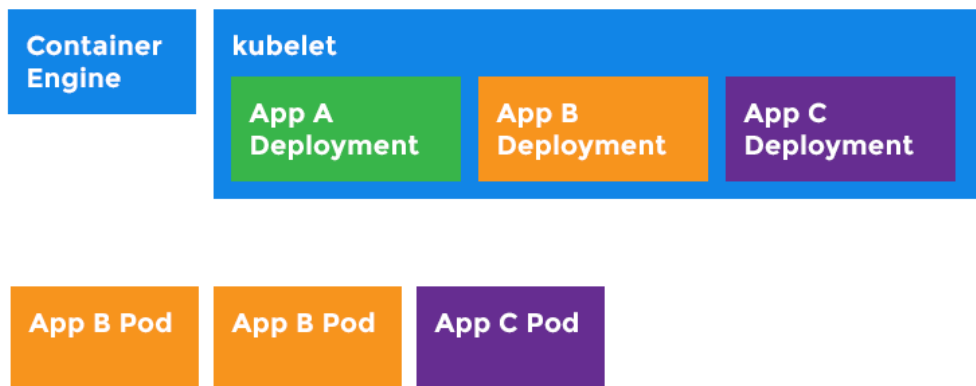 Container
Engine
kubelet
App A
Deployment
App B
Deployment
App C
Deployment
App B Pod
App B Pod
App C Pod